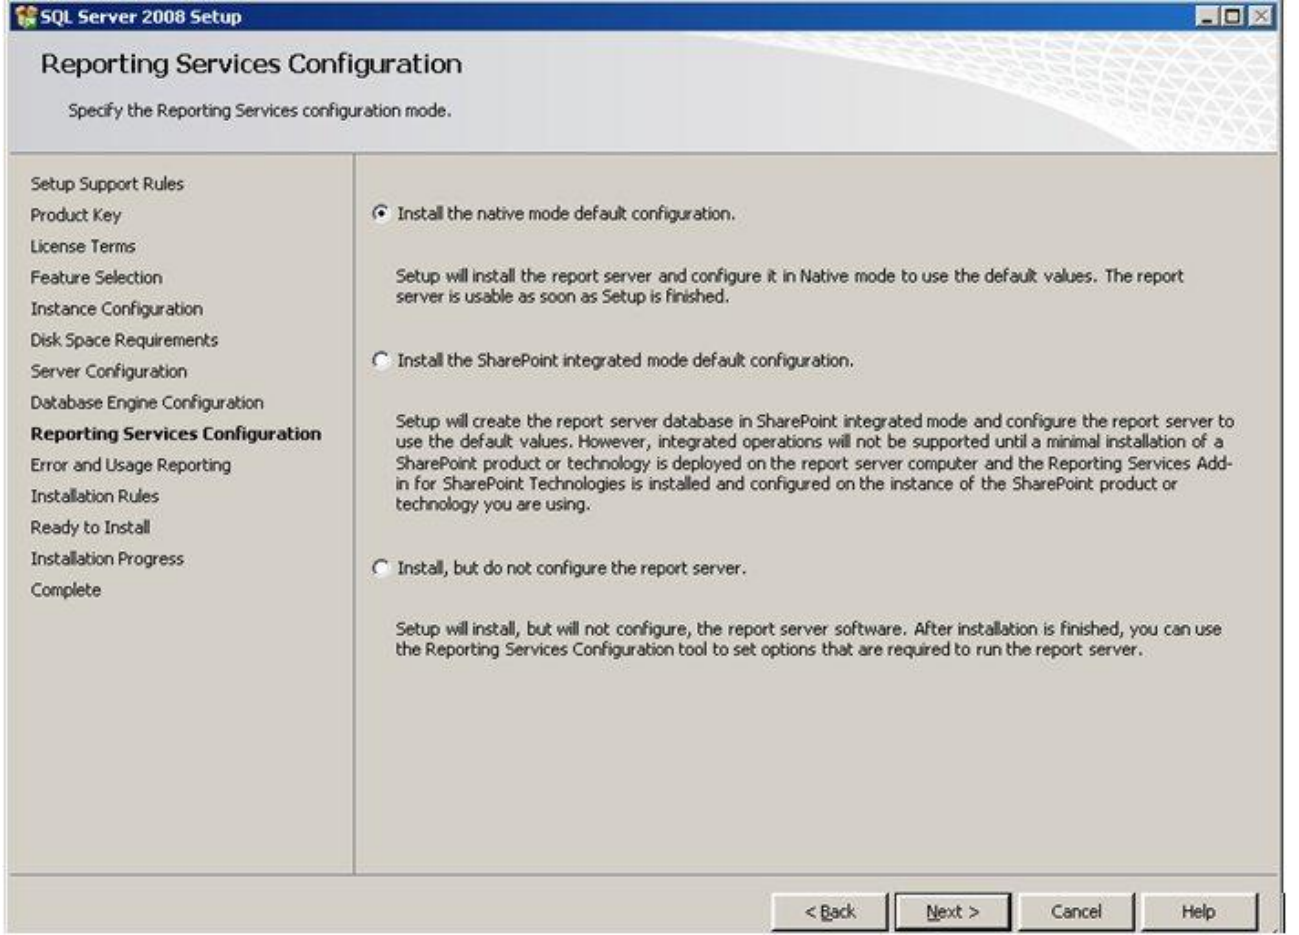 SQL Server 2008 Setup
Reporting Services Configuration
Specify the Reporting Services configuration mode.
Setup Support Rules
Product Key
License Terms
Feature Selection
Instance Configuration
Disk Space Requirements
Server Configuration
Database Engine Configuration
Reporting Services Configuration
Error and Usage Reporting
Installation Rules
Ready to Install
Installation Progress
Complete
Install the native mode default configuration.
Setup will install the report server and configure it in Native mode to use the default values. The report
server is usable as soon as Setup is finished.
Install the SharePoint integrated mode default configuration.
Setup will create the report server database in SharePoint integrated mode and configure the report server to
use the default values. However, integrated operations will not be supported until a minimal installation of a
SharePoint product or technology is deployed on the report server computer and the Reporting Services Add-
in for SharePoint Technologies is installed and configured on the instance of the SharePoint product or
technology you are using.
Install, but do not configure the report server.
Setup will install, but will not configure, the report server software. After installation is finished, you can use
the Reporting Services Configuration tool to set options that are required to run the report server.
< Back
Next >
Cancel
Help